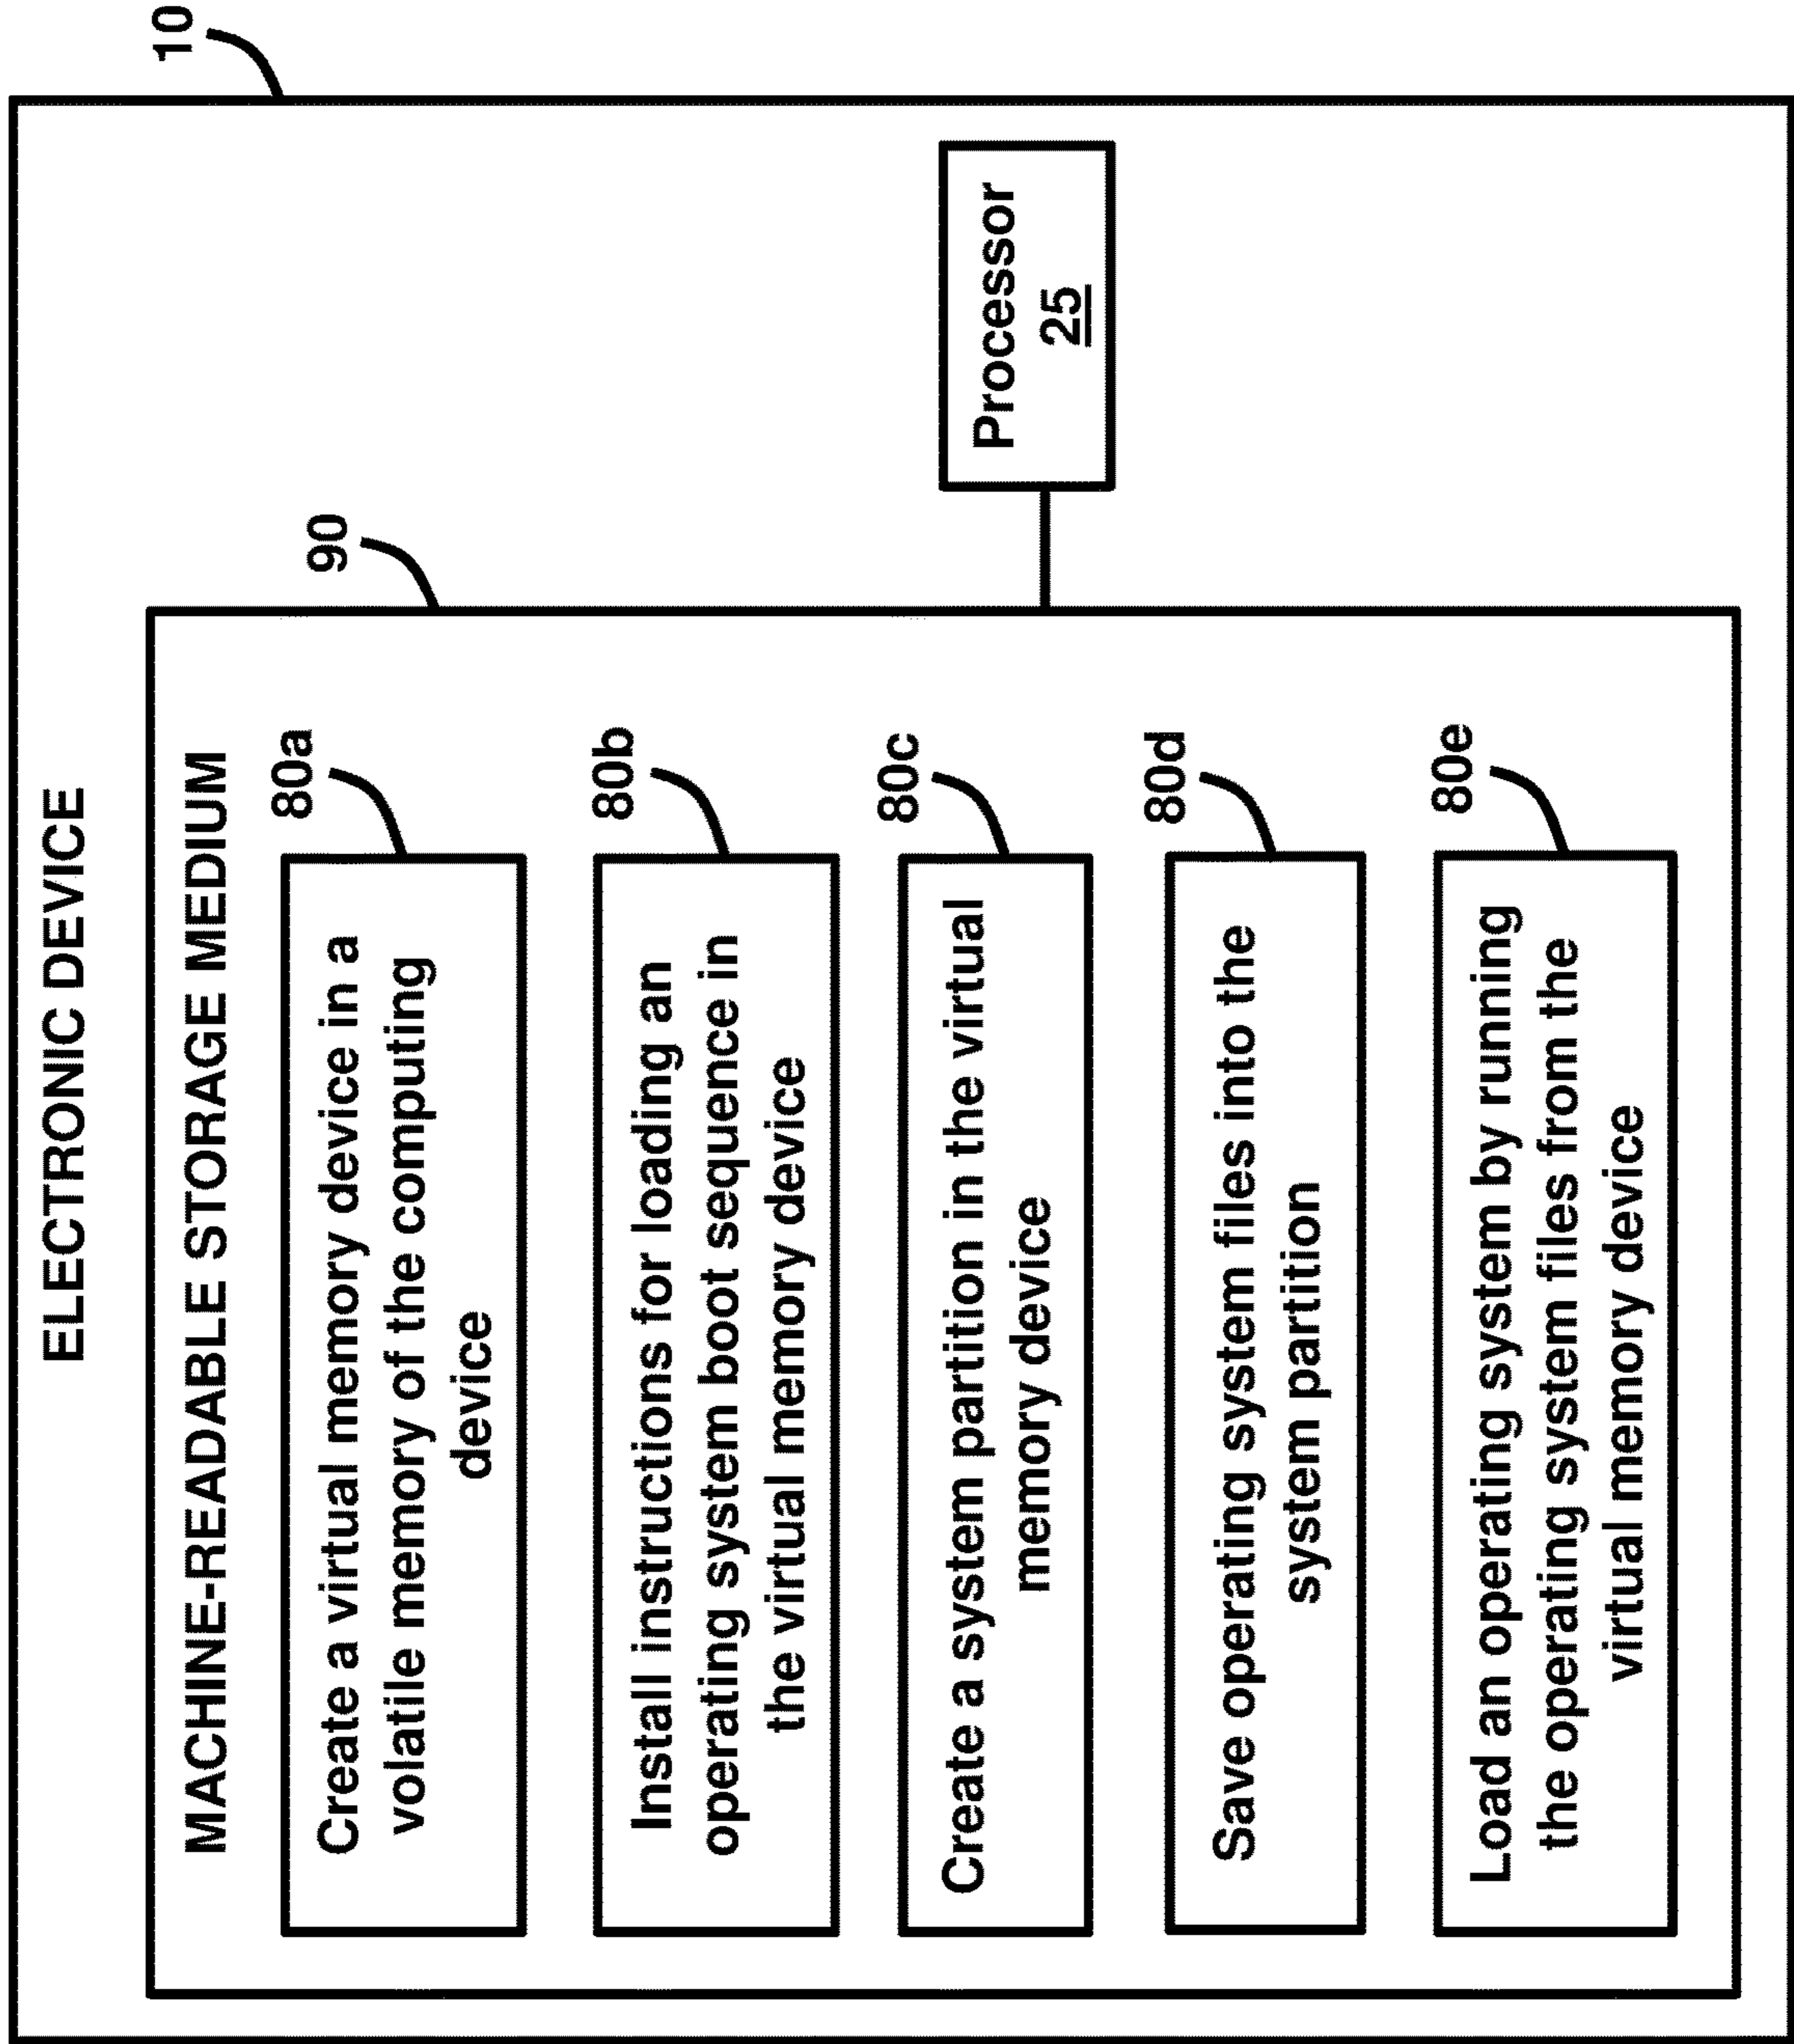 10
ELECTRONIC DEVICE
90
MACHINE-READABLE STORAGE MEDIUM
80a
Create a virtual memory device in a
volatile memory of the computing
device
80b
Install instructions for loading an
operating system boot sequence in
the virtual memory device
80c
Create a system partition in the virtual
memory device
80d
Save operating system files into the
system partition
80e
Load an operating system by running
the operating system files from the
virtual memory device
Processor
25